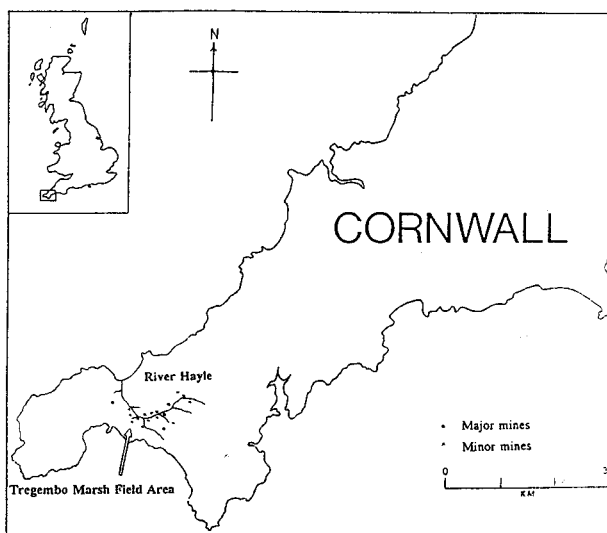 N
CORNWALL
River Hayle
Major mines
Minor mines
0
KM
Tregembo Marsh Field Area